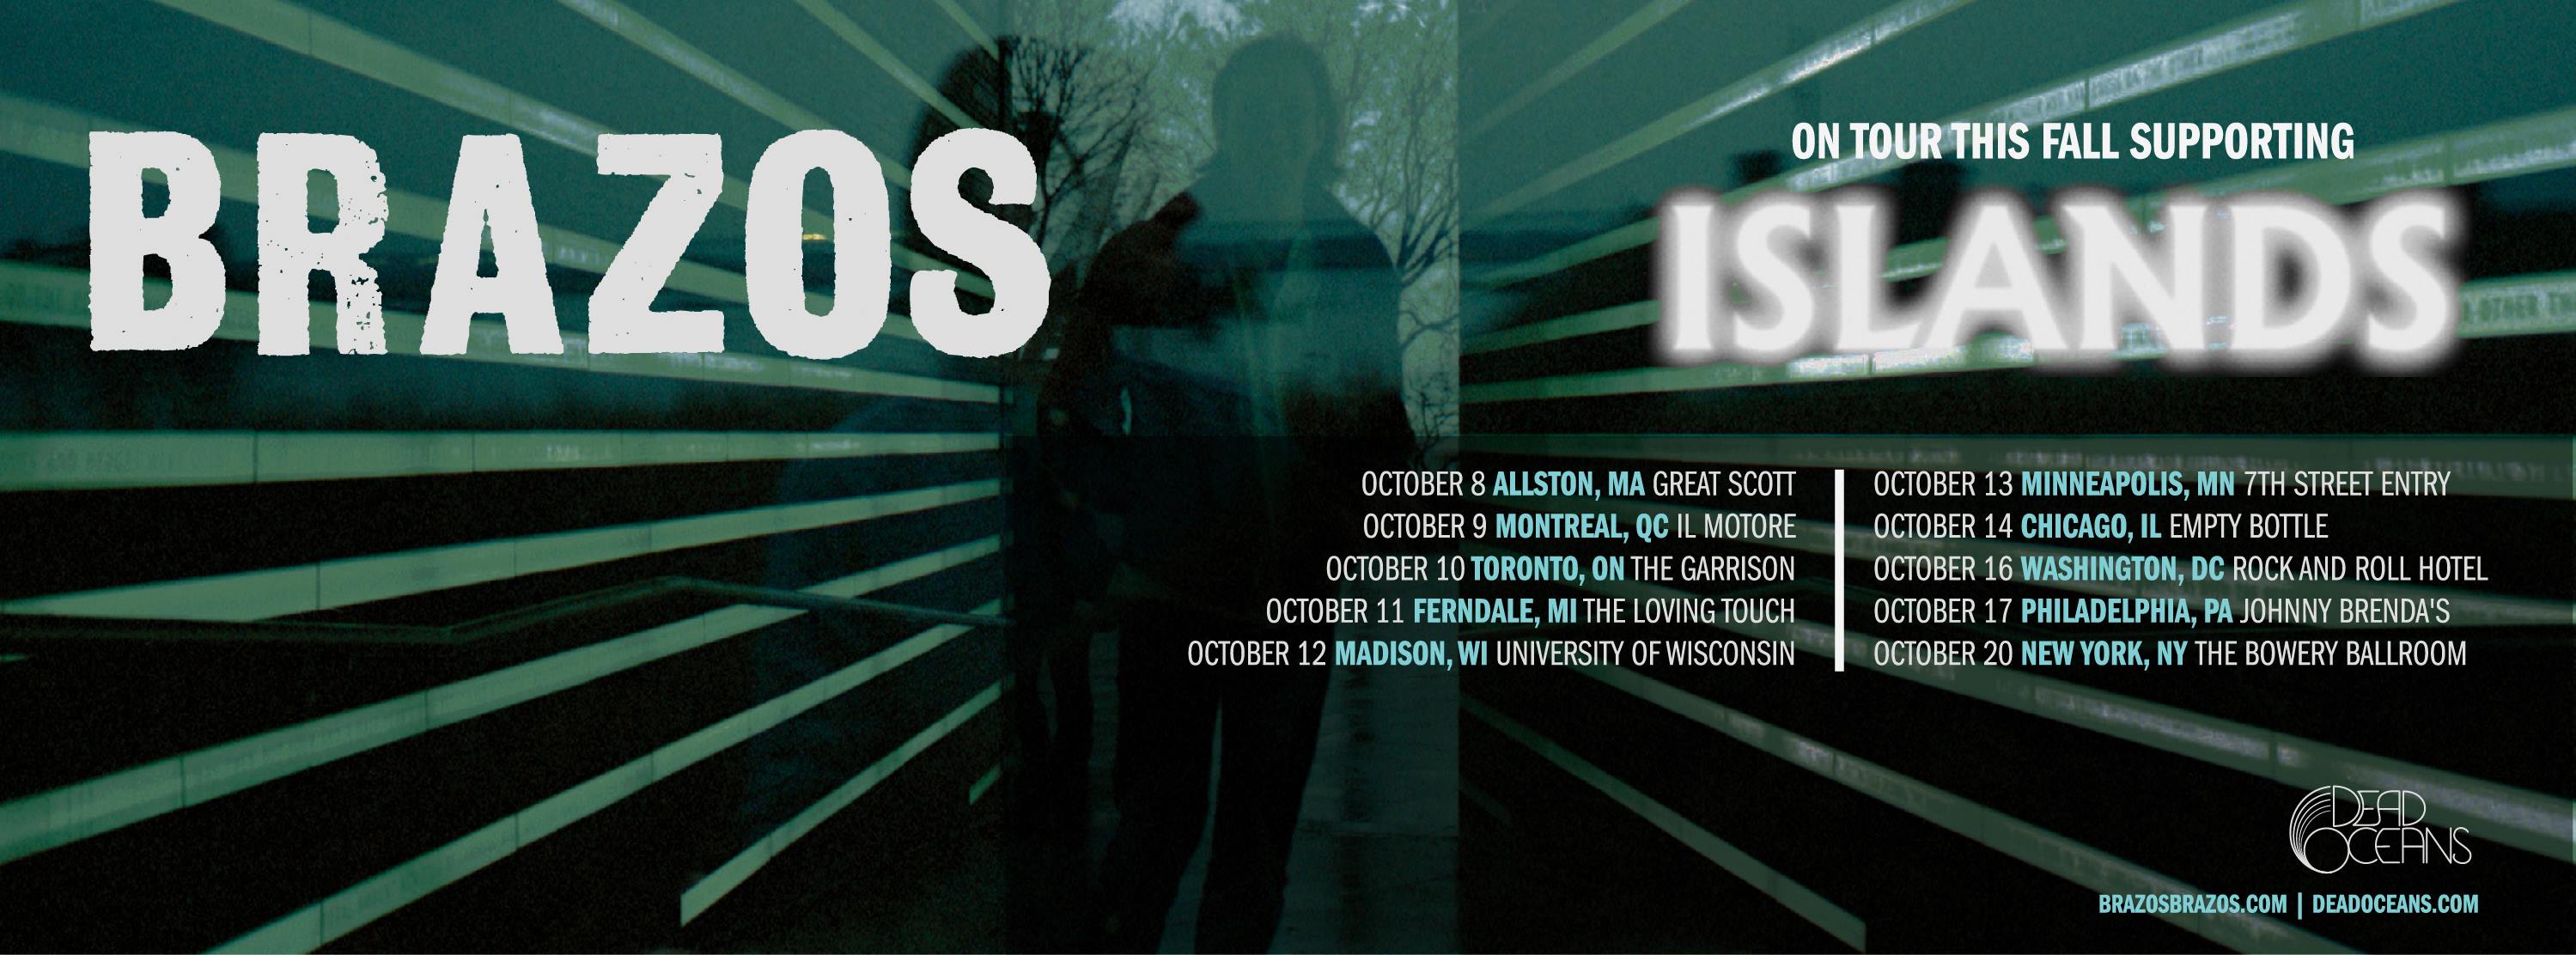 BRAZOS
ON TOUR THIS FALL SUPPORTING
ISLANDS
OCTOBER 8 ALLSTON, MA GREAT SCOTT
OCTOBER 9 MONTREAL, QC IL MOTORE
OCTOBER 10 TORONTO, ON THE GARRISON
OCTOBER 11 FERNDALE, MI THE LOVING TOUCH
OCTOBER 12 MADISON, WI UNIVERSITY OF WISCONSIN
OCTOBER 13 MINNEAPOLIS, MN 7TH STREET ENTRY
OCTOBER 14 CHICAGO, IL EMPTY BOTTLE
OCTOBER 16 WASHINGTON, DC ROCK AND ROLL HOTEL
OCTOBER 17 PHILADELPHIA, PA JOHNNY BRENDA'S
OCTOBER 20 NEW YORK, NY THE BOWERY BALLROOM
DEAD
OCEANS
BRAZOSBRAZOS.COM | DEADOCEANS.COM